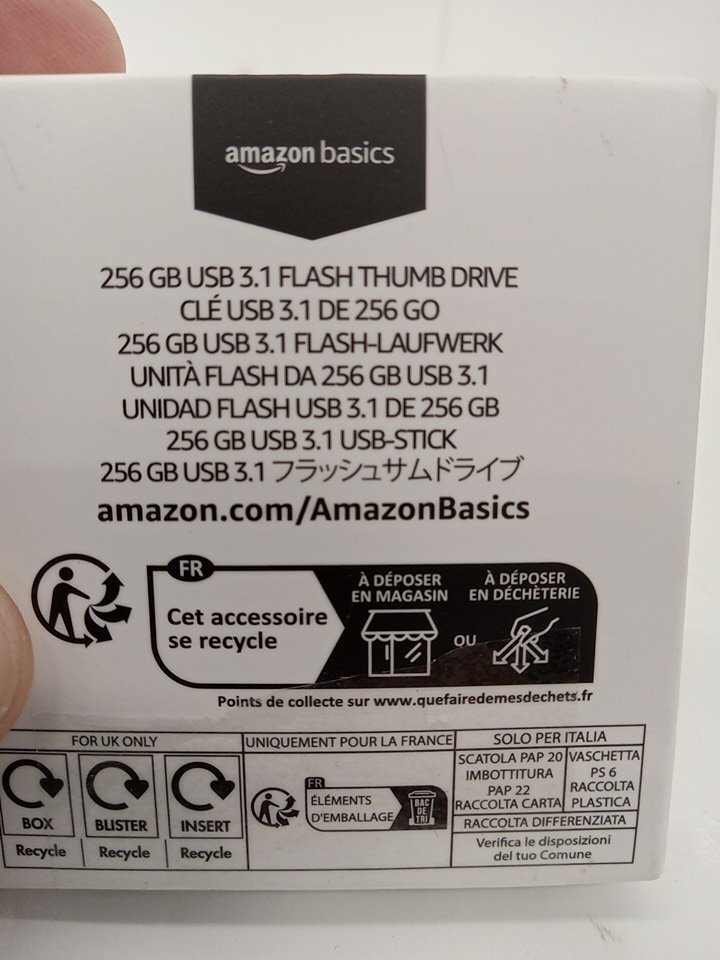 amazon basics
256 GB USB 3.1 FLASH THUMB DRIVE
CLÉ USB 3.1 DE 256 GO
256 GB USB 3.1 FLASH-LAUFWERK
UNITÀ FLASH DA 256 GB USB 3.1
UNIDAD FLASH USB 3.1 DE 256 GB
256 GB USB 3.1 USB-STICK
256 GB USB 3.1 フラッシュサムドライブ
amazon.com/AmazonBasics
FR
Cet accessoire
se recycle
À DÉPOSER
EN MAGASIN
OU
À DÉPOSER
EN DÉCHÈTERIE
Points de collecte sur www.quefairedemesdechets.fr
FOR UK ONLY
BOX
Recycle
BLISTER
Recycle
INSERT
Recycle
UNIQUEMENT POUR LA FRANCE
FR
ÉLÉMENTS
D'EMBALLAGE
BAC
DE
TRI
SOLO PER ITALIA
SCATOLA PAP 20
IMBOTTITURA
PAP 22
RACCOLTA CARTA
VASCHETTA
PS 6
RACCOLTA
PLASTICA
RACCOLTA DIFFERENZIATA
Verifica le disposizioni
del tuo Comune